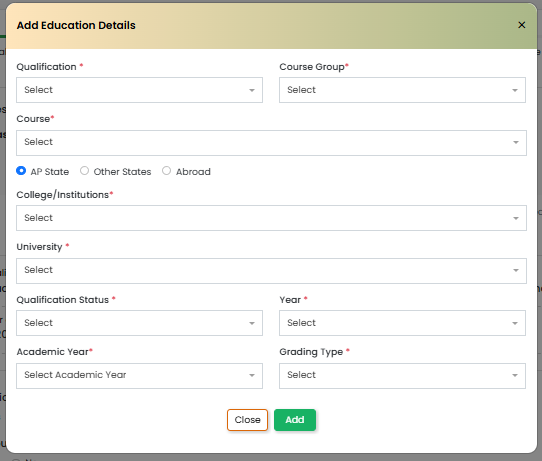 Add Education Details ×
Qualification * Course Group*
Select Select
Course*
Select
AP State Other States Abroad
College/Institutions*
Select
University *
Select
Qualification Status * Year *
Select Select
Academic Year* Grading Type *
Select Academic Year Select
Close Add